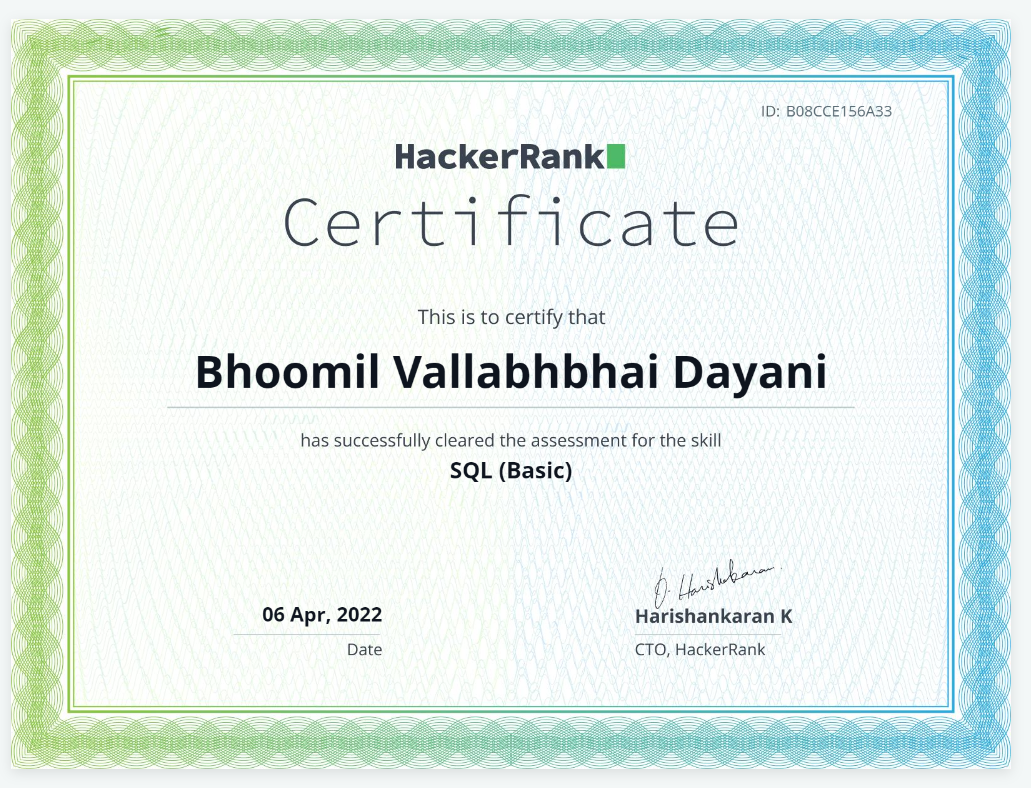 ID: B08CCE156A33
HackerRank
Certificate
This is to certify that
Bhoomil Vallabhbhai Dayani
has successfully cleared the assessment for the skill
SQL (Basic)
06 Apr, 2022
Date
D. Harishankaran
Harishankaran K
CTO, HackerRank